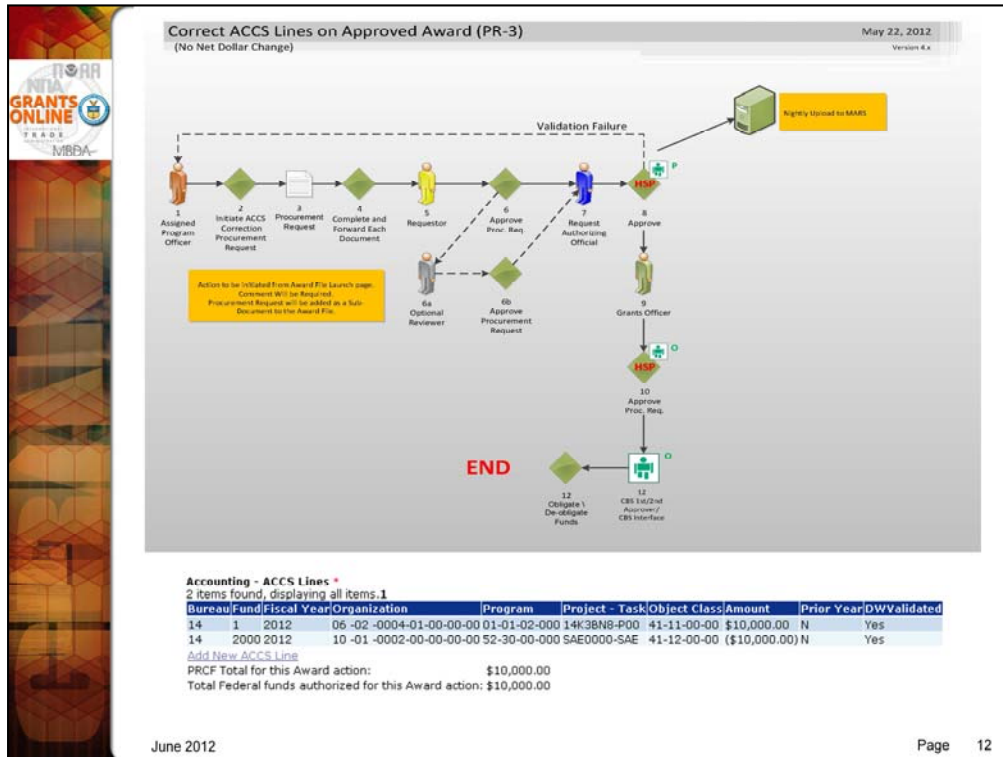 Correct ACCS Lines on Approved Award (PR-3)
(No Net Dollar Change)
May 22, 2012
Version 4.x
NOAA
NTIA
GRANTS
ONLINE
TRADE
MBDA
Nightly Upload to MARS
Validation Failure
P
HSP
1
Assigned
Program
Officer
2
Initiate ACCS
Correction
Procurement
Request
3
Procurement
Request
4
Complete and
Forward Each
Document
5
Requestor
6
Approve
Proc. Req.
7
Request
Authorizing
Official
8
Approve
Action to be Initiated from Award File Launch page.
Comment Will be Required.
Procurement Request will be added as a Sub-
Document to the Award File.
6a
Optional
Reviewer
6b
Approve
Procurement
Request
9
Grants Officer
O
HSP
10
Approve
Proc. Req.
END
O
12
Obligate \
De-obligate
Funds
12
CBS 1st/2nd
Approver/
CBS Interface
Accounting - ACCS Lines *
2 items found, displaying all items.1
Bureau Fund Fiscal Year Organization Program Project - Task Object Class Amount Prior Year DWValidated
14 1 2012 06 -02 -0004-01-00-00-00 01-01-02-000 14K3BN8-P00 41-11-00-00 $10,000.00 N Yes
14 2000 2012 10 -01 -0002-00-00-00-00 52-30-00-000 SAE0000-SAE 41-12-00-00 ($10,000.00) N Yes
Add New ACCS Line
PRCF Total for this Award action: $10,000.00
Total Federal funds authorized for this Award action: $10,000.00
June 2012
Page 12